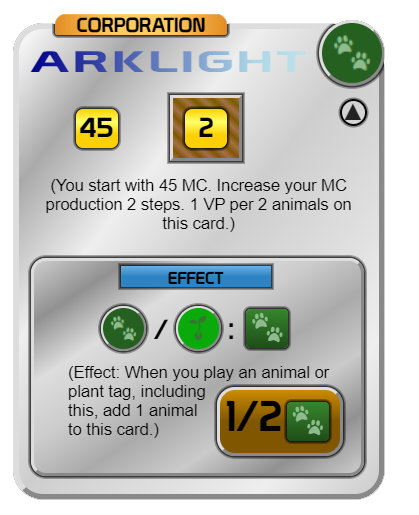 CORPORATION
ARKLIGHT
45 2
(You start with 45 MC. Increase your MC
production 2 steps. 1 VP per 2 animals on
this card.)
EFFECT
/ :
(Effect: When you play an animal or
plant tag, including
this, add 1 animal
to this card.)
1/2